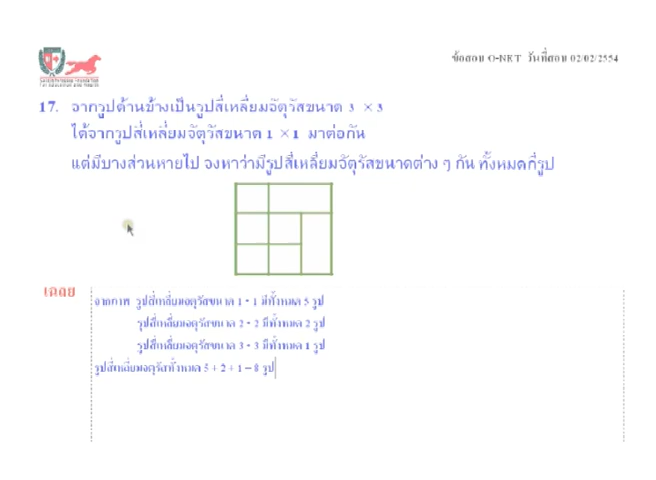 ข้อสอบ O-NET วันที่สอบ 02/02/2554
17. จากรูปด้านข้างเป็นรูปสี่เหลี่ยมจัตุรัสขนาด 3 ×3
ได้จากรูปสี่เหลี่ยมจัตุรัสขนาด 1 ×1 มาต่อกัน
แต่มีบางส่วนหายไป จงหาว่ามีรูปสี่เหลี่ยมจัตุรัสขนาดต่าง ๆ กัน ทั้งหมดกี่รูป
เฉลย
จากภาพ รูปสี่เหลี่ยมจตุรัสขนาด 1 * 1 มีทั้งหมด 5 รูป
รูปสี่เหลี่ยมจตุรัสขนาด 2 * 2 มีทั้งหมด 2 รูป
รูปสี่เหลี่ยมจตุรัสขนาด 3 * 3 มีทั้งหมด 1 รูป
รูปสี่เหลี่ยมจตุรัสทั้งหมด 5 + 2 + 1 = 8 รูป